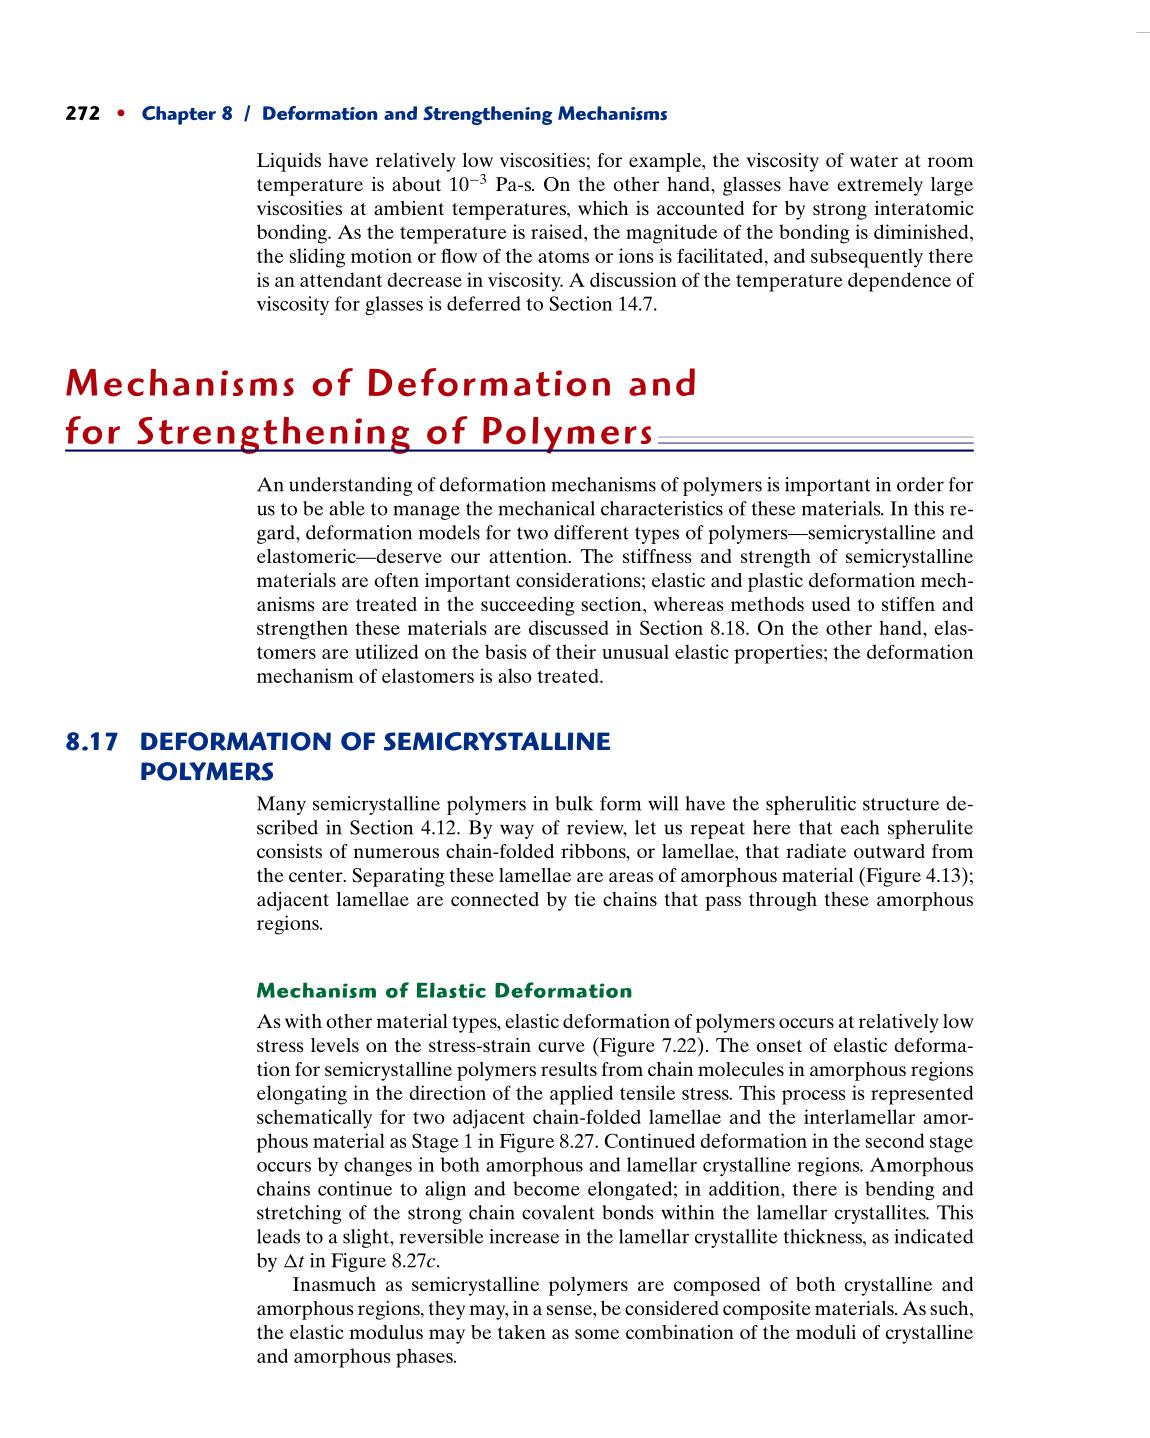 272 • Chapter 8 / Deformation and Strengthening Mechanisms
Liquids have relatively low viscosities; for example, the viscosity of water at room
temperature is about 10⁻³ Pa-s. On the other hand, glasses have extremely large
viscosities at ambient temperatures, which is accounted for by strong interatomic
bonding. As the temperature is raised, the magnitude of the bonding is diminished,
the sliding motion or flow of the atoms or ions is facilitated, and subsequently there
is an attendant decrease in viscosity. A discussion of the temperature dependence of
viscosity for glasses is deferred to Section 14.7.
Mechanisms of Deformation and
for Strengthening of Polymers
An understanding of deformation mechanisms of polymers is important in order for
us to be able to manage the mechanical characteristics of these materials. In this re-
gard, deformation models for two different types of polymers—semicrystalline and
elastomeric—deserve our attention. The stiffness and strength of semicrystalline
materials are often important considerations; elastic and plastic deformation mech-
anisms are treated in the succeeding section, whereas methods used to stiffen and
strengthen these materials are discussed in Section 8.18. On the other hand, elas-
tomers are utilized on the basis of their unusual elastic properties; the deformation
mechanism of elastomers is also treated.
8.17 DEFORMATION OF SEMICRYSTALLINE
POLYMERS
Many semicrystalline polymers in bulk form will have the spherulitic structure de-
scribed in Section 4.12. By way of review, let us repeat here that each spherulite
consists of numerous chain-folded ribbons, or lamellae, that radiate outward from
the center. Separating these lamellae are areas of amorphous material (Figure 4.13);
adjacent lamellae are connected by tie chains that pass through these amorphous
regions.
Mechanism of Elastic Deformation
As with other material types, elastic deformation of polymers occurs at relatively low
stress levels on the stress-strain curve (Figure 7.22). The onset of elastic deforma-
tion for semicrystalline polymers results from chain molecules in amorphous regions
elongating in the direction of the applied tensile stress. This process is represented
schematically for two adjacent chain-folded lamellae and the interlamellar amor-
phous material as Stage 1 in Figure 8.27. Continued deformation in the second stage
occurs by changes in both amorphous and lamellar crystalline regions. Amorphous
chains continue to align and become elongated; in addition, there is bending and
stretching of the strong chain covalent bonds within the lamellar crystallites. This
leads to a slight, reversible increase in the lamellar crystallite thickness, as indicated
by Δt in Figure 8.27c.
Inasmuch as semicrystalline polymers are composed of both crystalline and
amorphous regions, they may, in a sense, be considered composite materials. As such,
the elastic modulus may be taken as some combination of the moduli of crystalline
and amorphous phases.